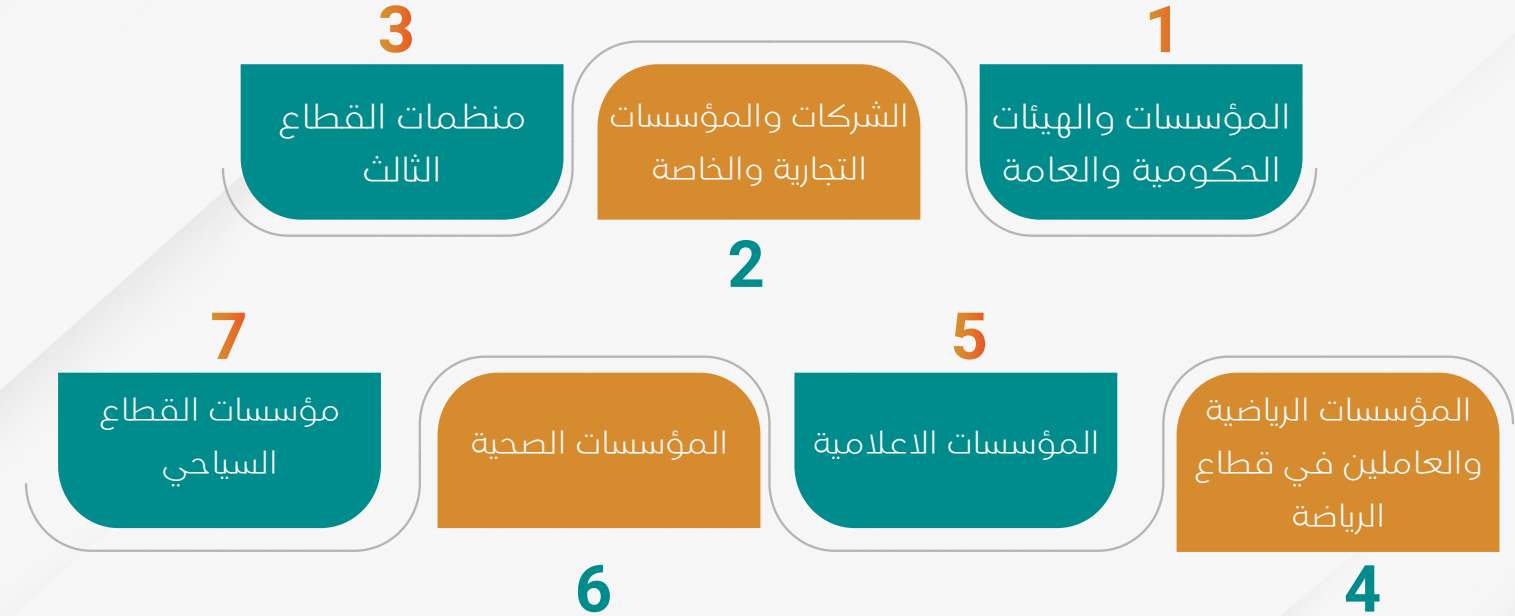 1
المؤسسات والهيئات
الحكومية والعامة
الشركات والمؤسسات
التجارية والخاصة
2
3
منظمات القطاع
الثالث
المؤسسات الرياضية
والعاملين في قطاع
الرياضة
4
5
المؤسسات الاعلامية
المؤسسات الصحية
6
7
مؤسسات القطاع
السياحي